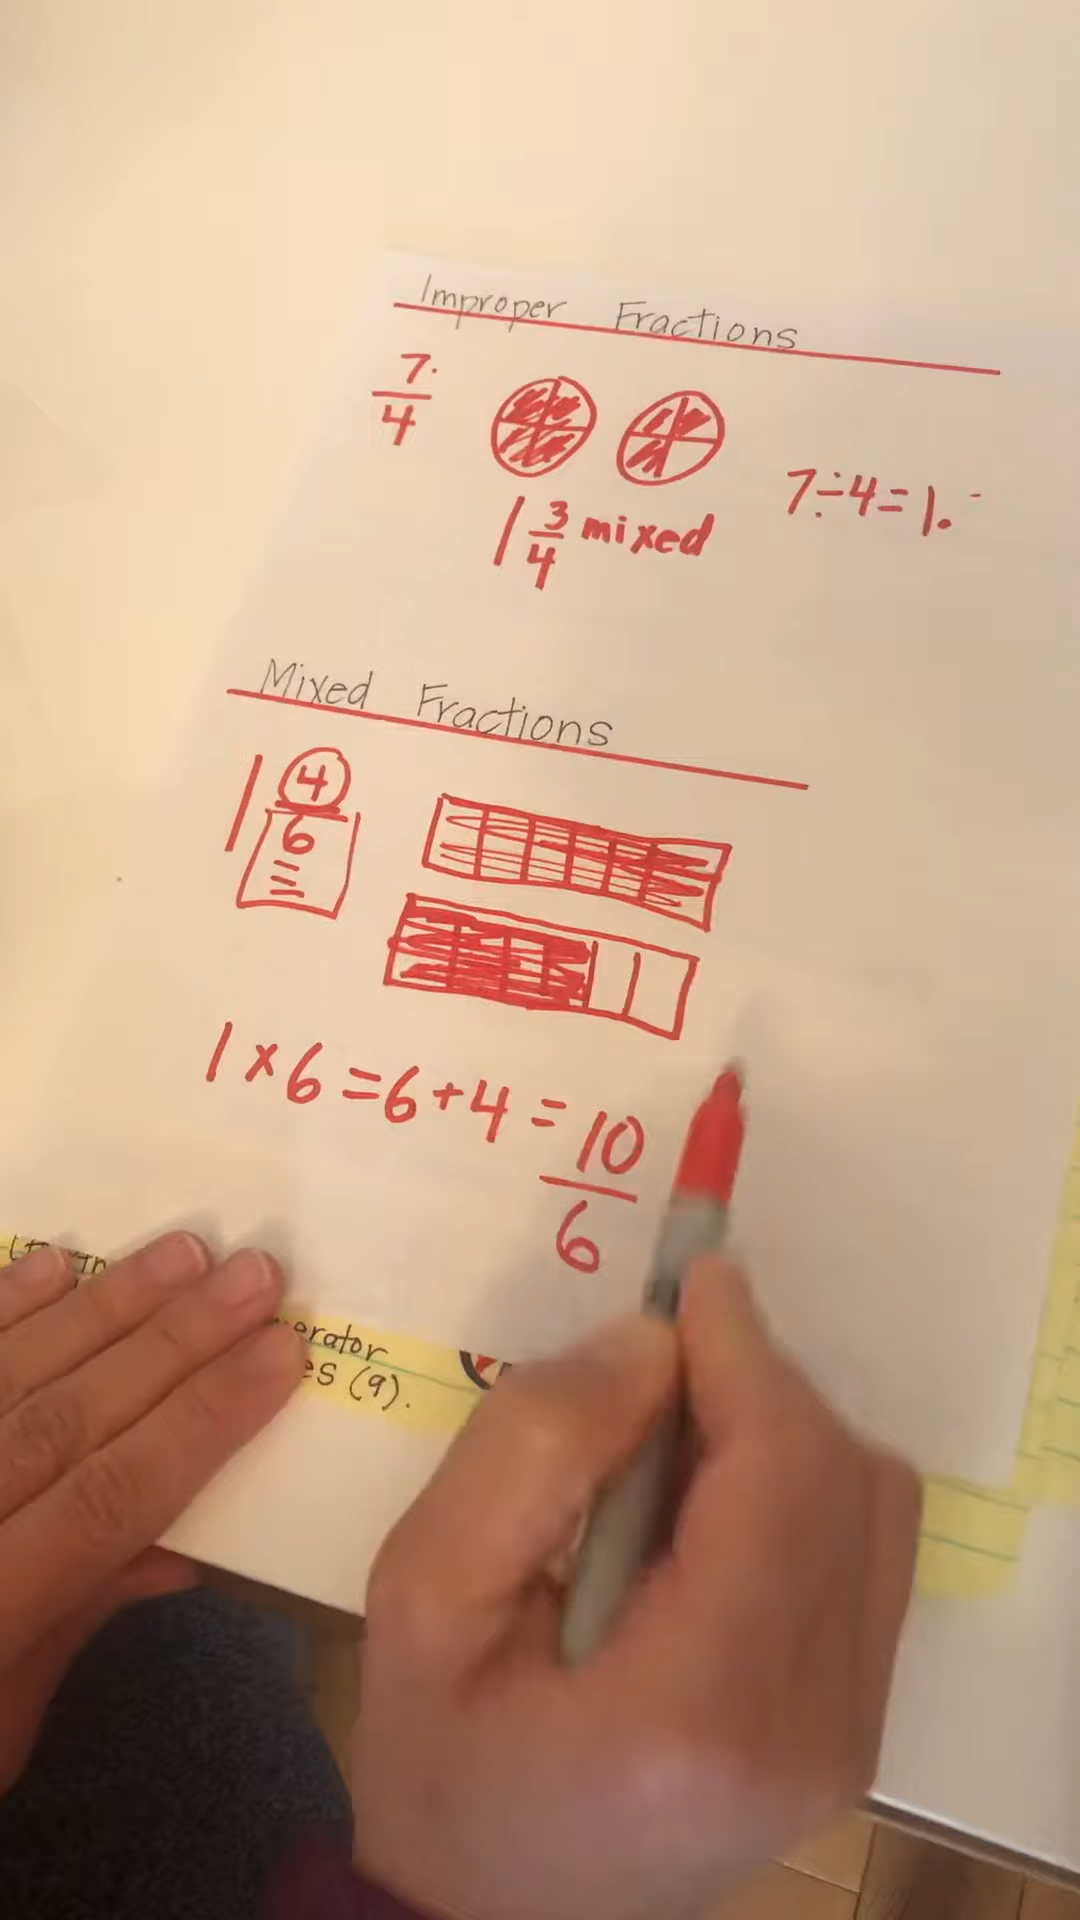 Improper Fractions
7
4
7÷4=1.
1 3/4 mixed
Mixed Fractions
1 4/6
1×6=6+4=10/6
es (9).